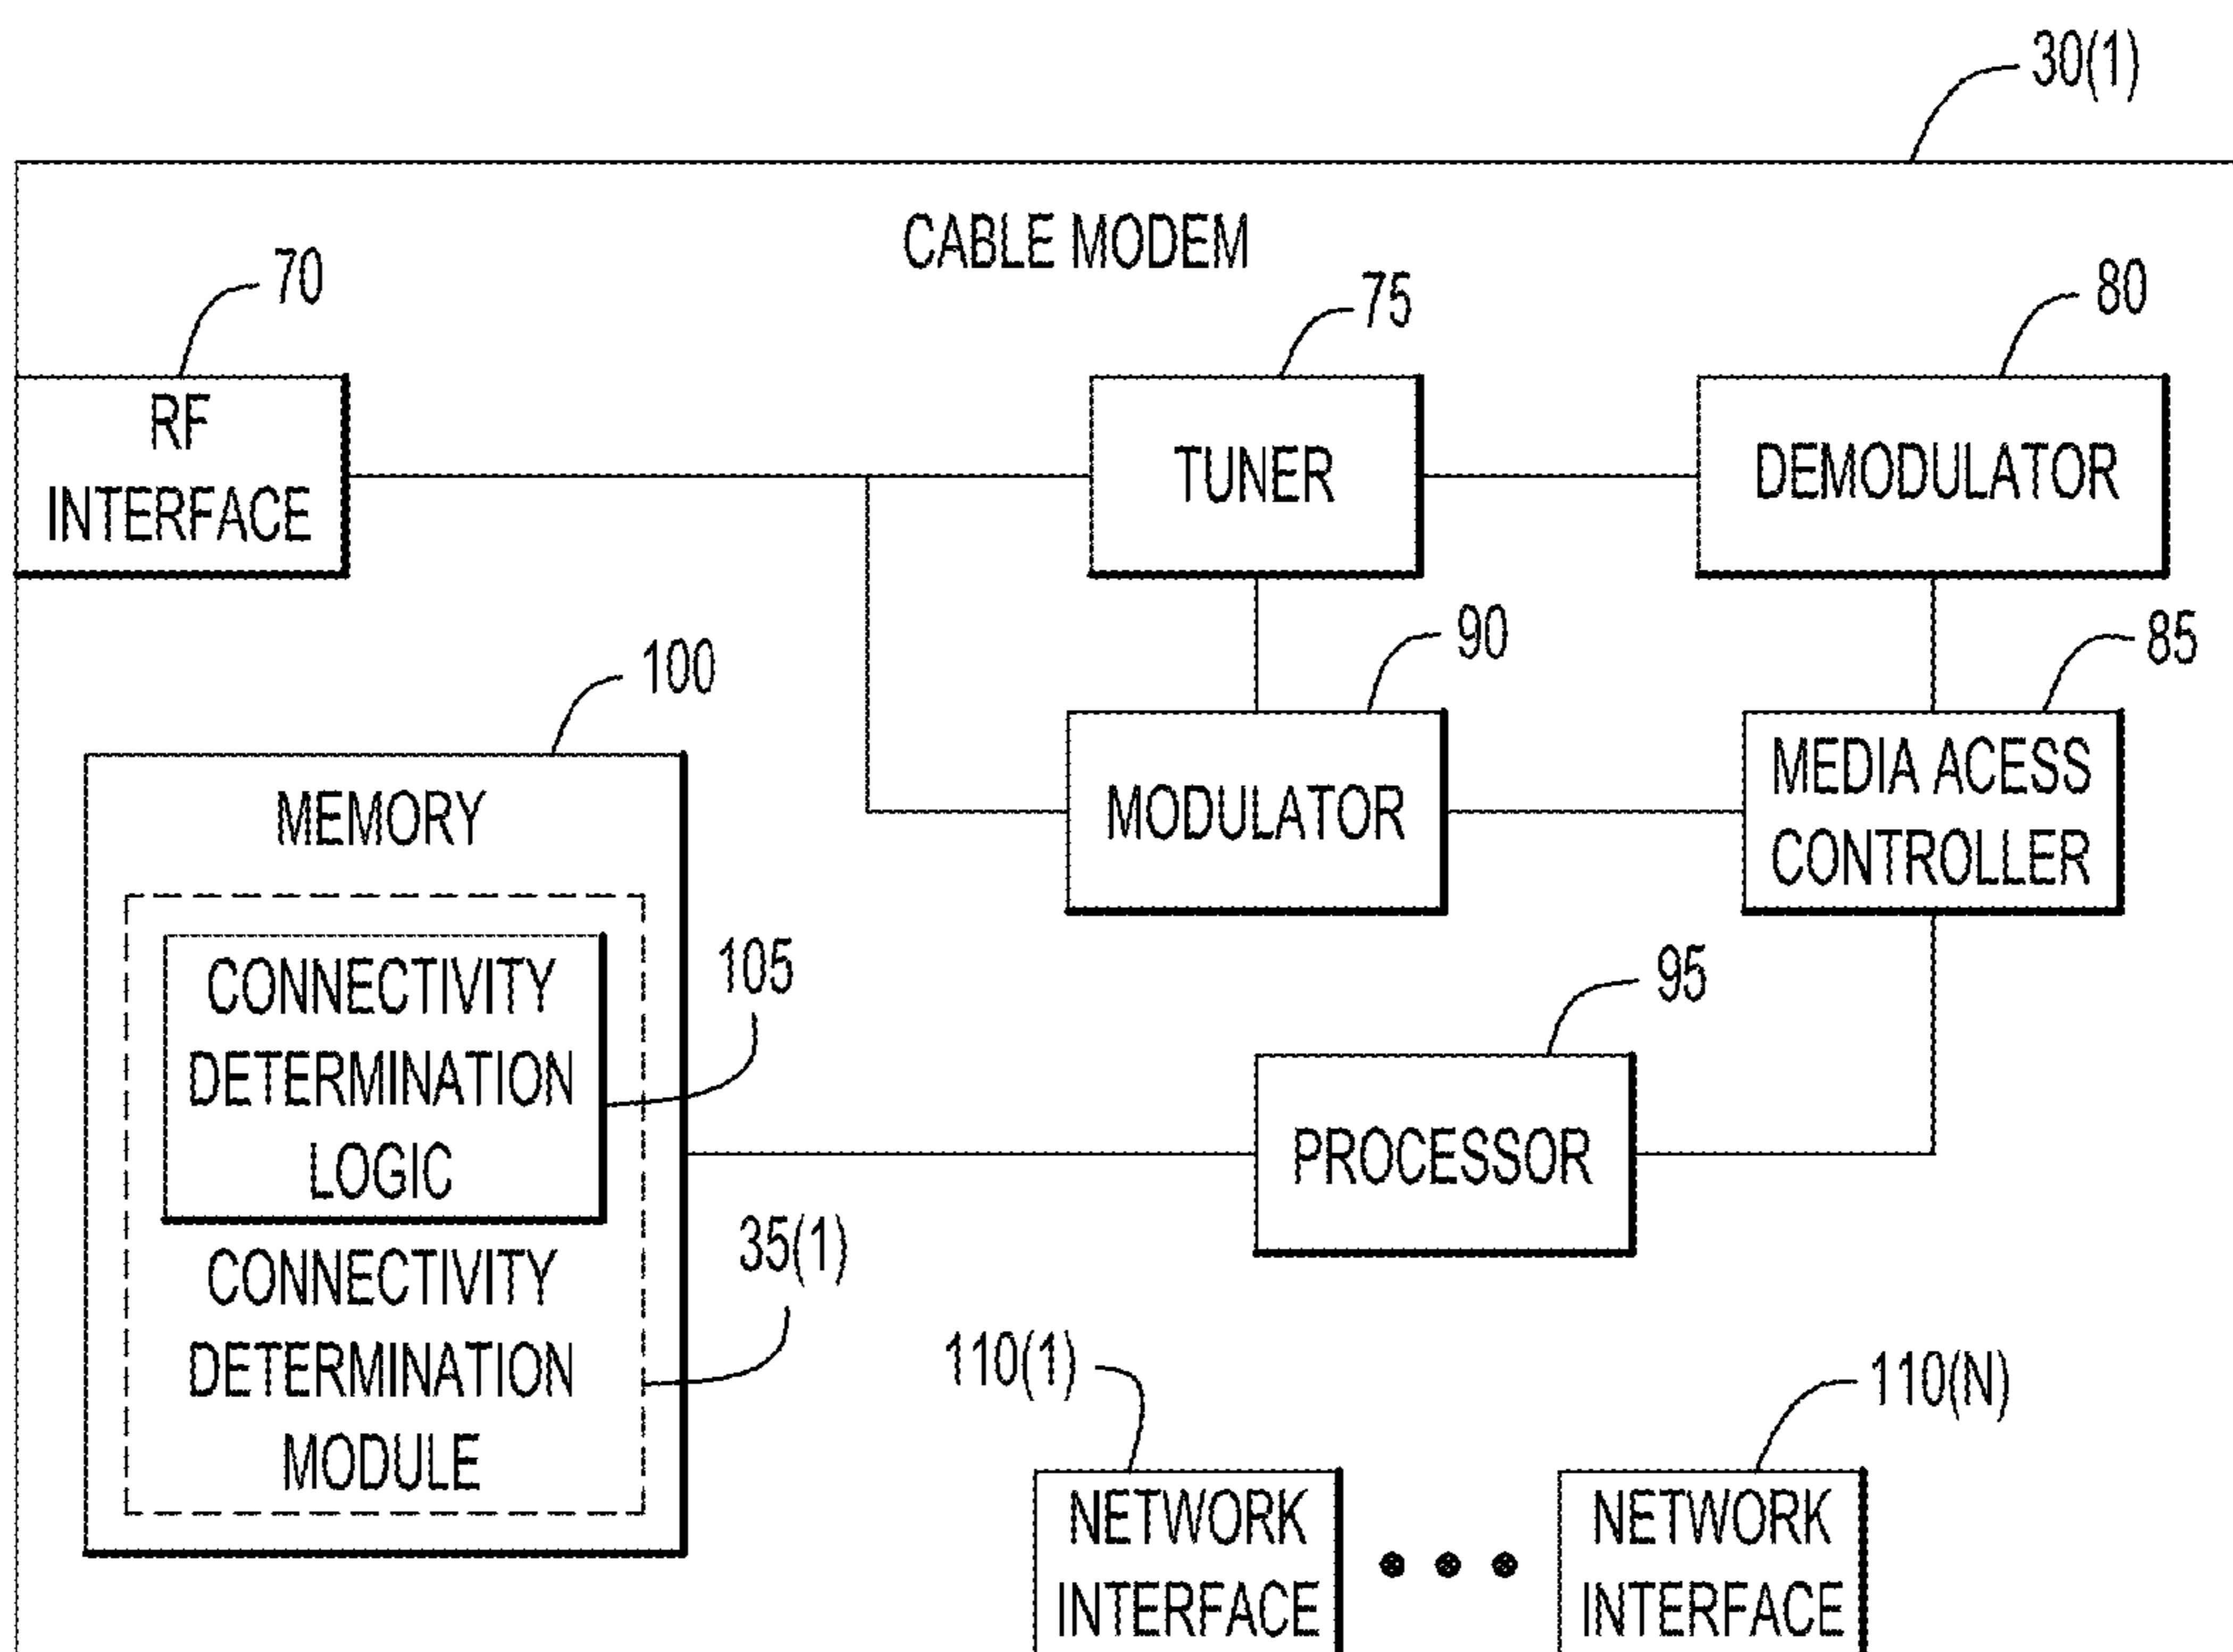 30(1)
CABLE MODEM
70
75
80
RF
INTERFACE
TUNER
DEMODULATOR
90
85
100
MEMORY
MODULATOR
MEDIA ACESS
CONTROLLER
CONNECTIVITY
DETERMINATION
LOGIC
105
95
PROCESSOR
CONNECTIVITY
DETERMINATION
MODULE
35(1)
110(1)
110(N)
NETWORK
INTERFACE
NETWORK
INTERFACE